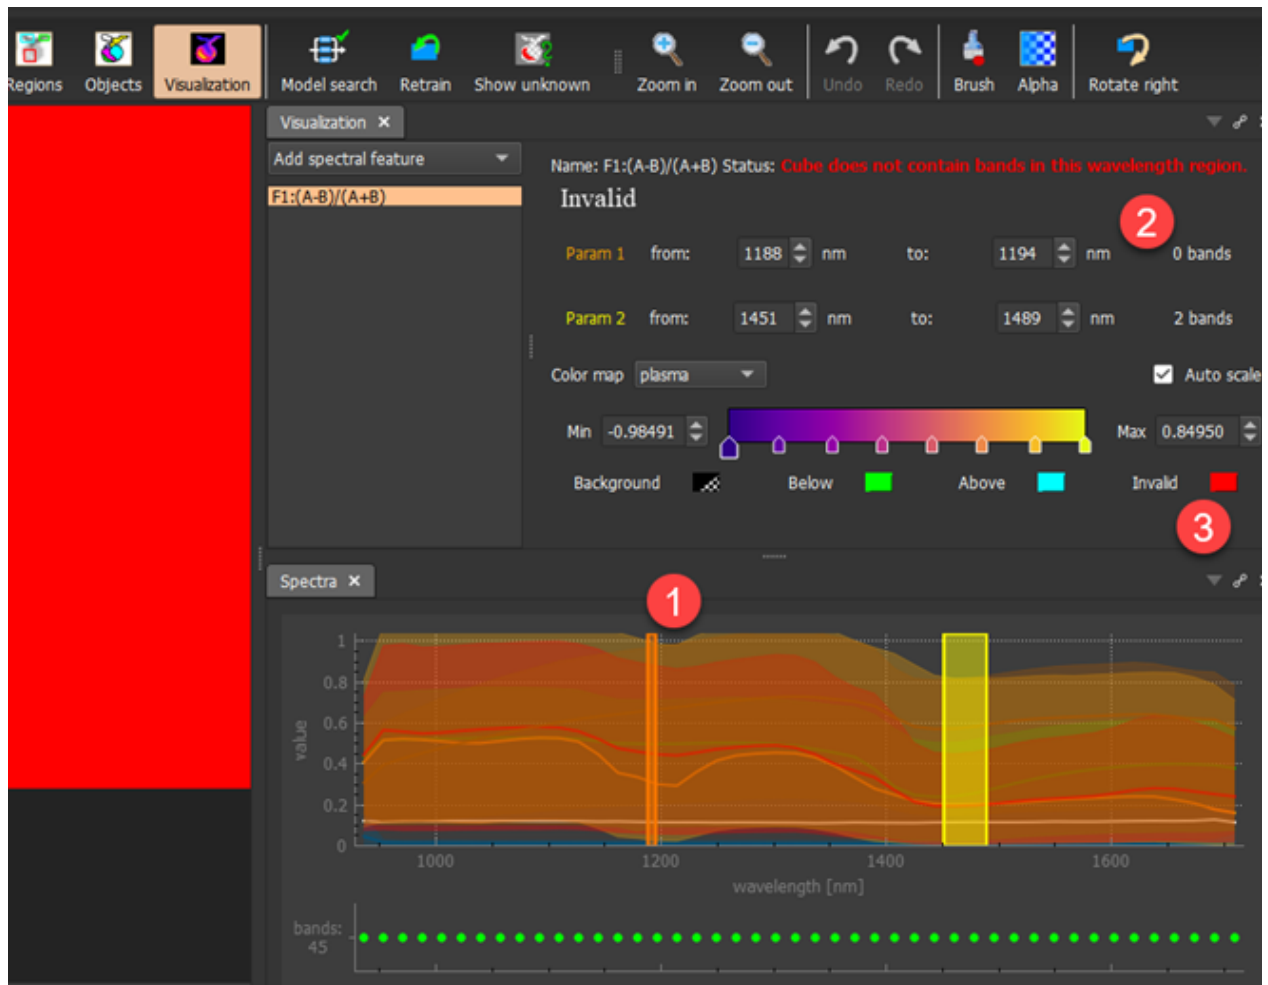 Regions Objects Visualization Model search Retrain Show unknown Zoom in Zoom out Undo Redo Brush Alpha Rotate right
Visualization
Add spectral feature
F1:(A-B)/(A+B)
Name: F1:(A-B)/(A+B) Status: Cube does not contain bands in this wavelength region.
Invalid
2
Param 1 from: 1188 nm to: 1194 nm 0 bands
Param 2 from: 1451 nm to: 1489 nm 2 bands
Color map plasma Auto scale
Min -0.98491 Max 0.84950
Background Below Above Invalid
3
Spectra
1
1
0.8
0.6
0.4
0.2
0
value
1000 1200 1400 1600
wavelength [nm]
bands:
45